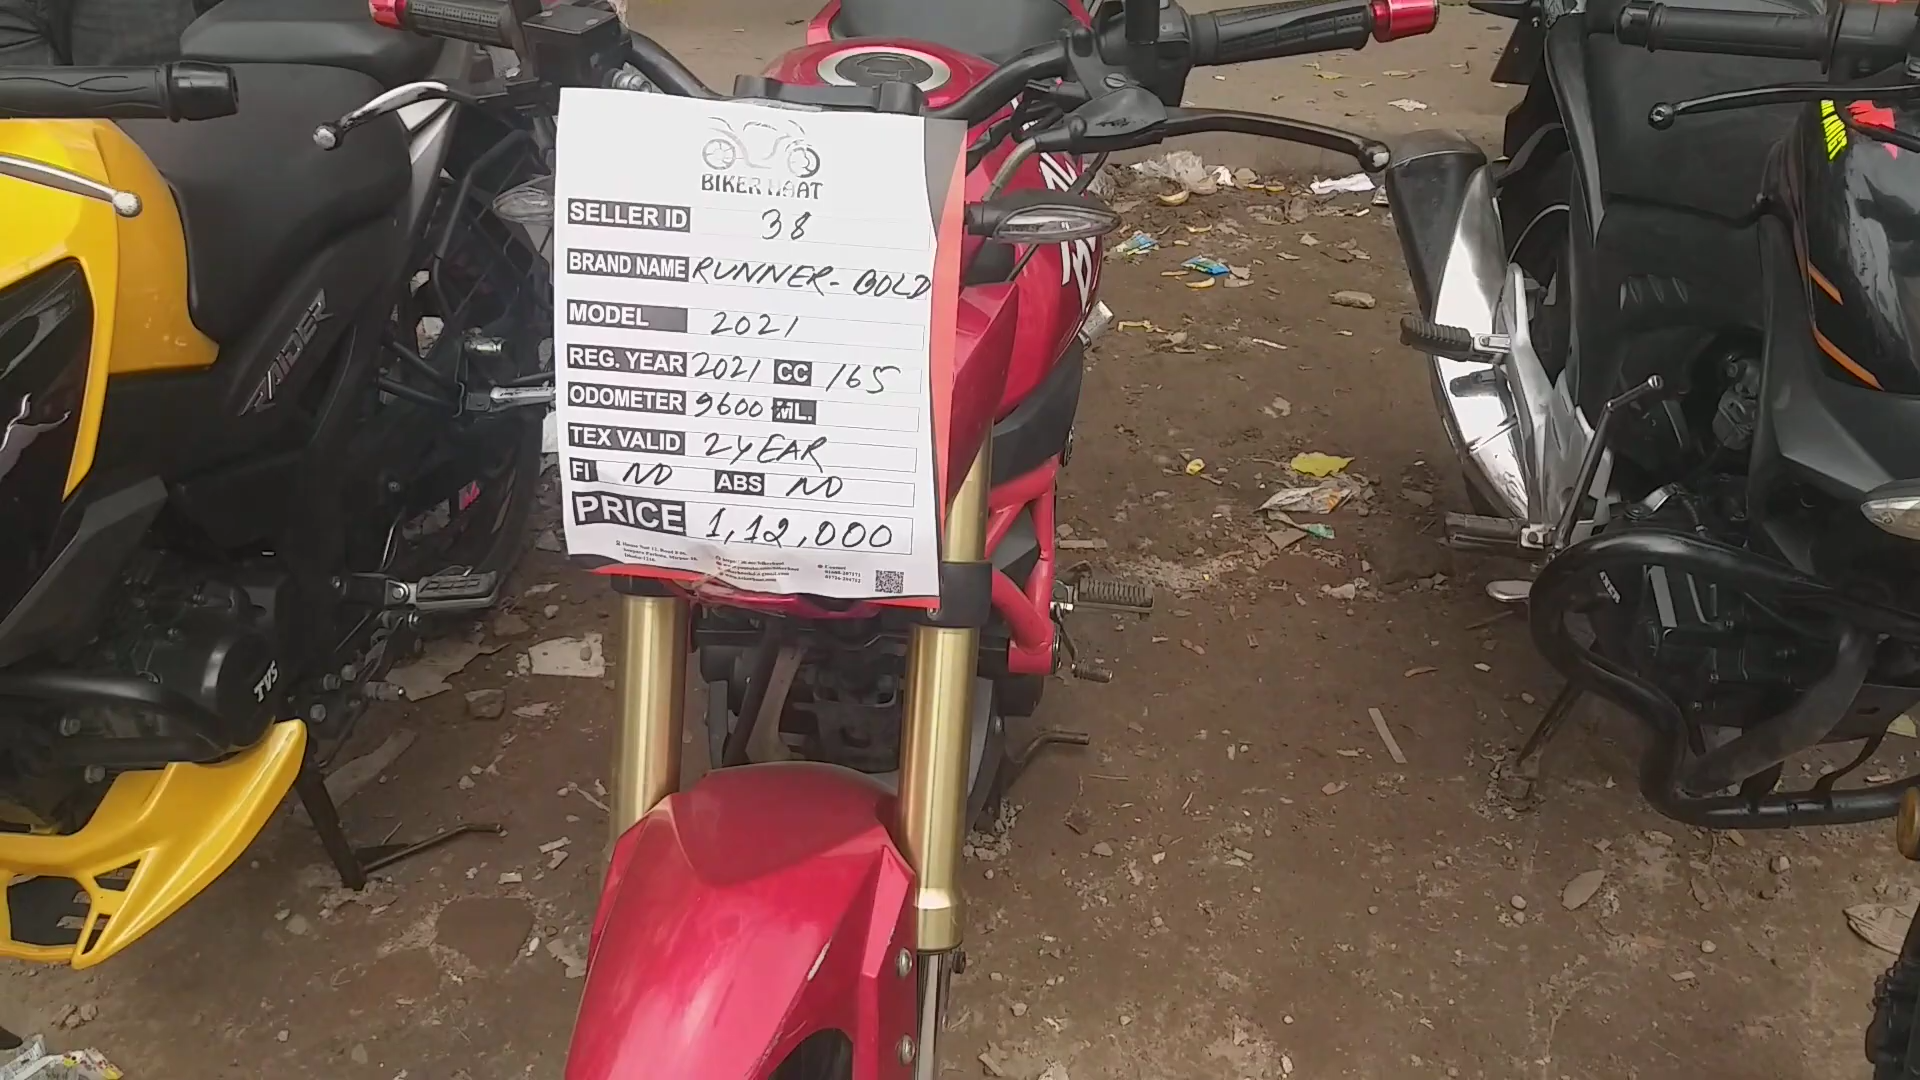 BIKER HAAT
SELLER ID 38
BRAND NAME RUNNER - BOLD
MODEL 2021
REG. YEAR 2021 CC 165
ODOMETER 9600 ML.
TEX VALID 2 YEAR
FI NO ABS NO
PRICE 1,12,000
RAIDER
TVS